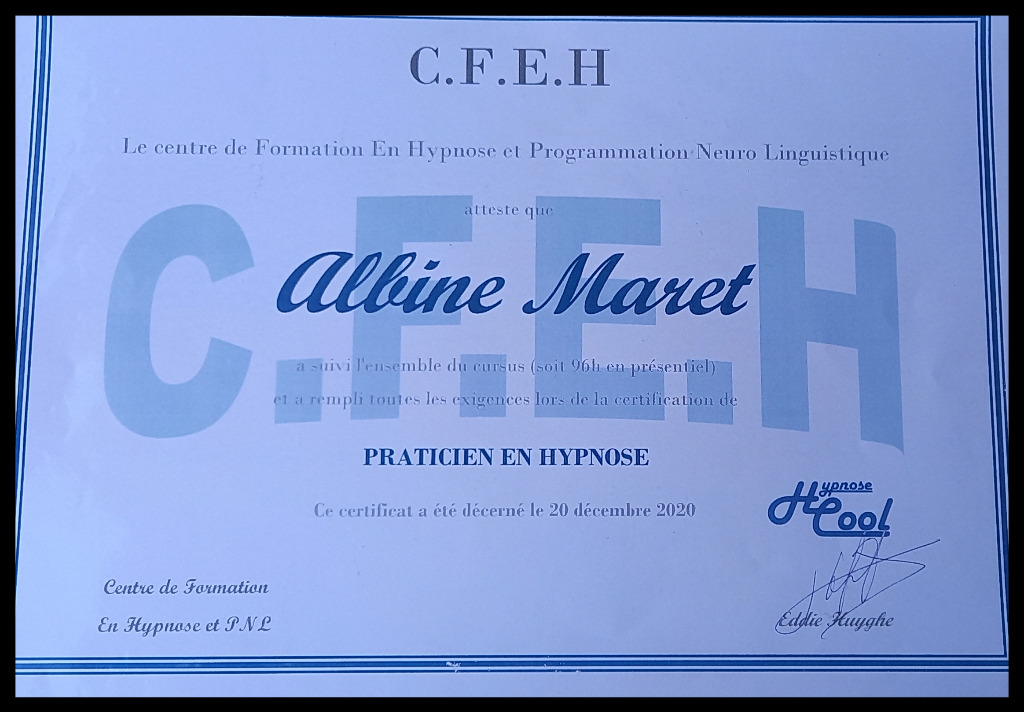 C.F.E.H
Le centre de Formation En Hypnose et Programmation Neuro Linguistique
C.F.E.H
atteste que
Albine Maret
a suivi l'ensemble du cursus (soit 96h en présentiel)
et a rempli toutes les exigences lors de la certification de
PRATICIEN EN HYPNOSE
Ce certificat a été décerné le 20 décembre 2020
Hypnose
Cool
Centre de Formation
En Hypnose et PNL
Eddie Huyghe